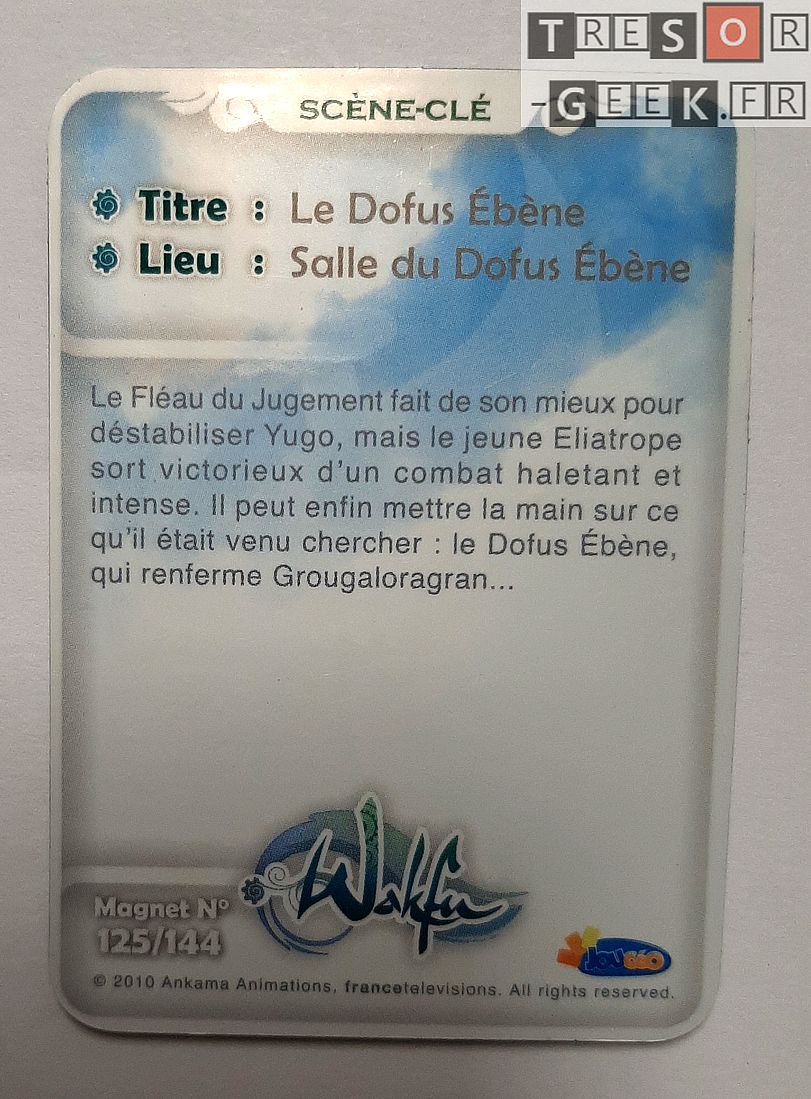 TRESOR
GEEK.FR
SCÈNE-CLÉ
Titre : Le Dofus Ébène
Lieu : Salle du Dofus Ébène
Le Fléau du Jugement fait de son mieux pour
déstabiliser Yugo, mais le jeune Eliatrope
sort victorieux d'un combat haletant et
intense. Il peut enfin mettre la main sur ce
qu'il était venu chercher : le Dofus Ébène,
qui renferme Grougaloragran...
Wakfu
Magnet N°
125/144
© 2010 Ankama Animations, francetelevisions. All rights reserved.